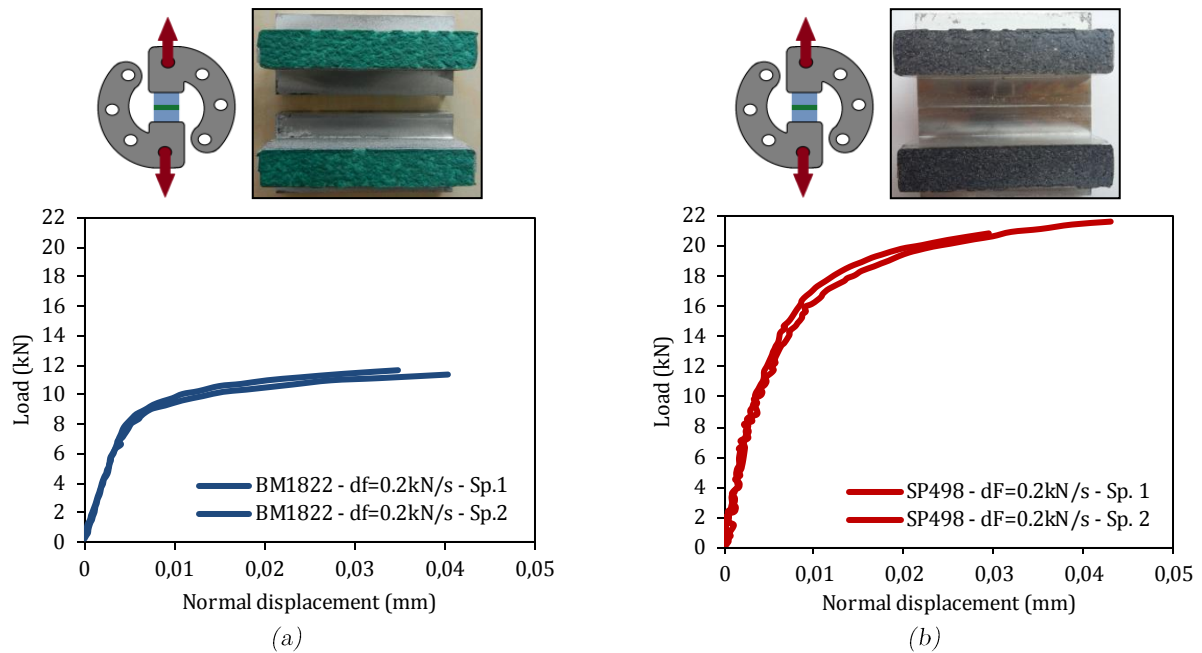 22
20
18
16
14
12
10
8
6
4
2
0
Load (kN)
BM1822 - df=0.2kN/s - Sp.1
BM1822 - df=0.2kN/s - Sp.2
0 0,01 0,02 0,03 0,04 0,05
Normal displacement (mm)
(a)
22
20
18
16
14
12
10
8
6
4
2
0
Load (kN)
SP498 - dF=0.2kN/s - Sp. 1
SP498 - dF=0.2kN/s - Sp. 2
0 0,01 0,02 0,03 0,04 0,05
Normal displacement (mm)
(b)